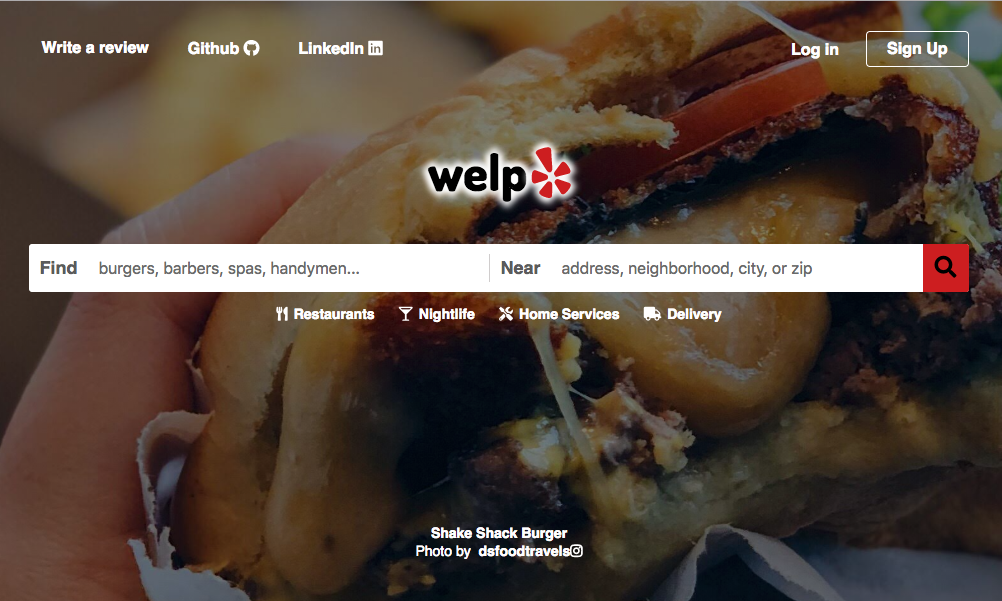 Write a review Github LinkedIn Log In Sign Up
welp
Find burgers, barbers, spas, handymen... Near address, neighborhood, city, or zip
Restaurants Nightlife Home Services Delivery
Shake Shack Burger
Photo by dsfoodtravels